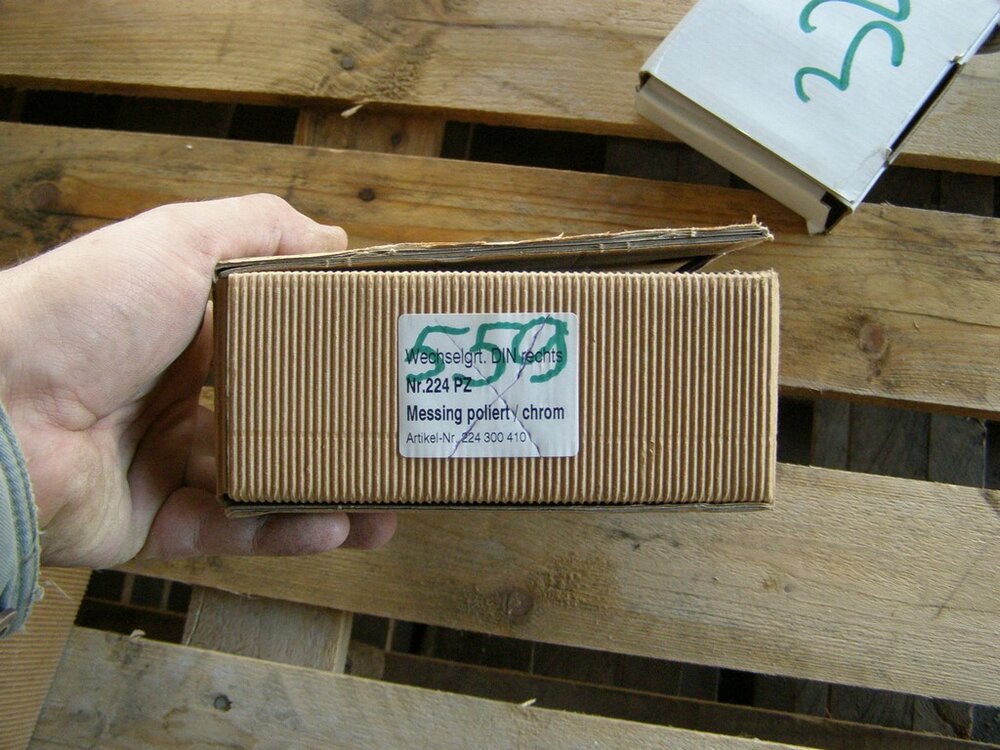 559
Wechselgrt. DIN rechts
Nr.224 PZ
Messing poliert / chrom
Artikel-Nr. 224 300 410